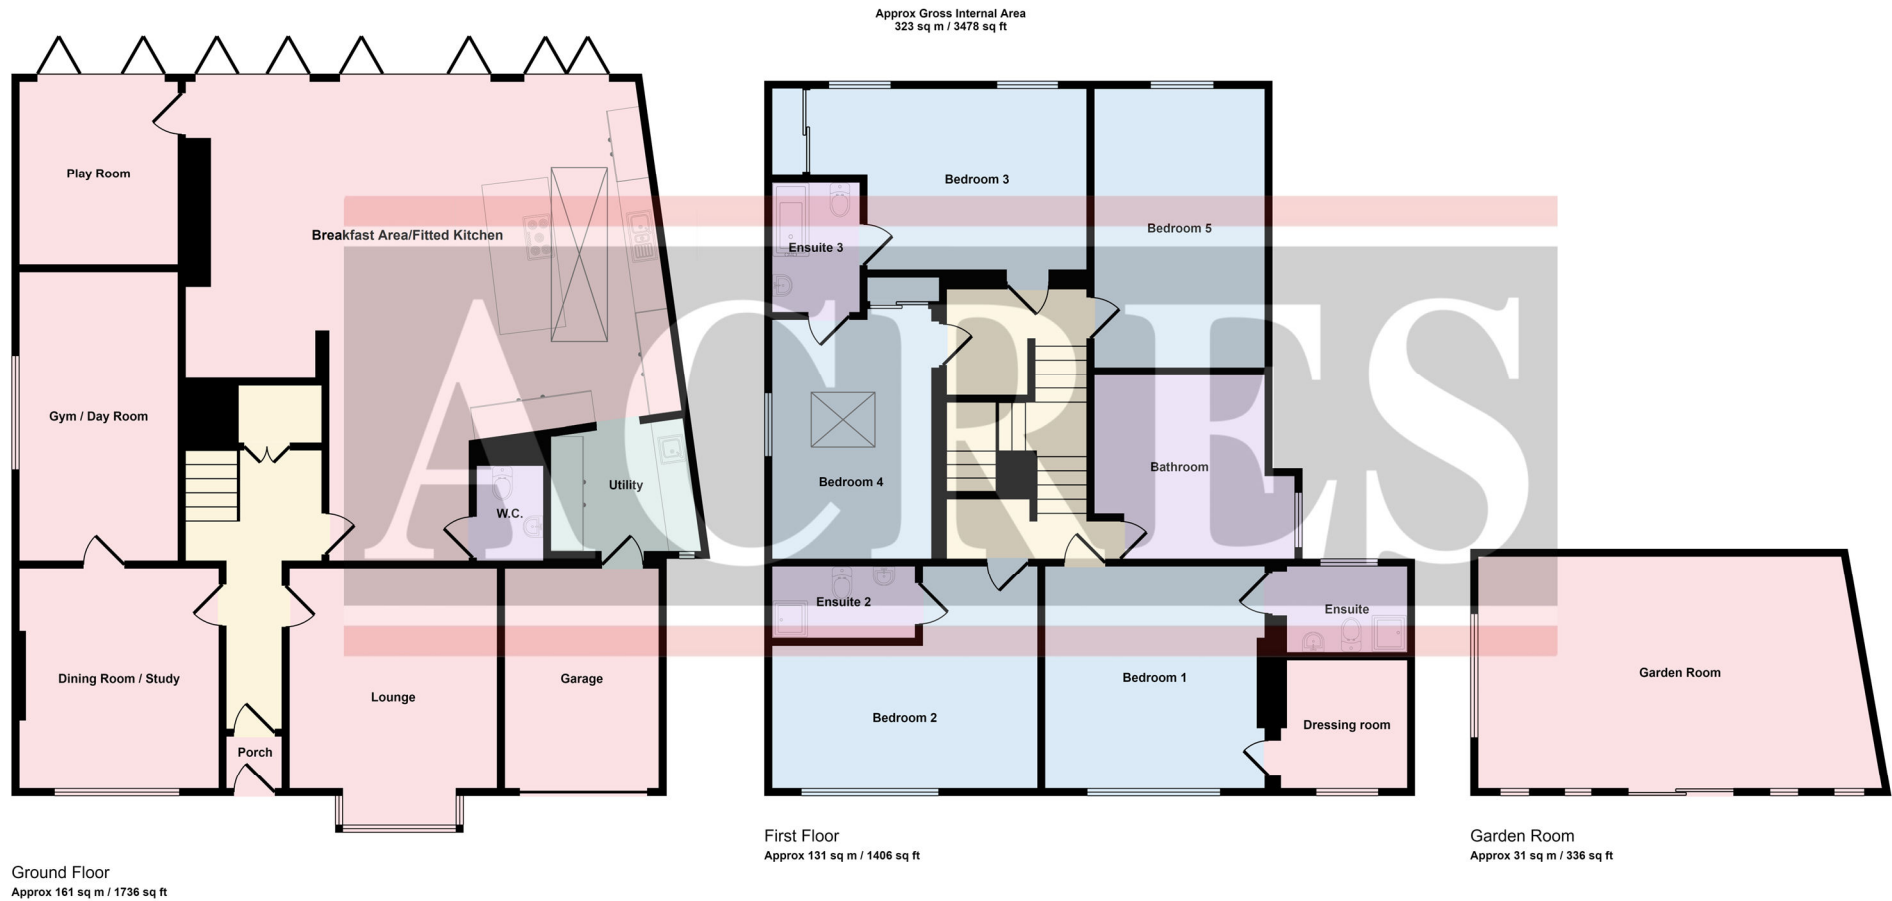 Approx Gross Internal Area
323 sq m / 3478 sq ft
Play Room
Breakfast Area/Fitted Kitchen
Gym / Day Room
Utility
W.C.
Dining Room / Study
Lounge
Garage
Porch
Ground Floor
Approx 161 sq m / 1736 sq ft
Bedroom 3
Bedroom 5
Ensuite 3
Bedroom 4
Bathroom
Ensuite 2
Ensuite
Bedroom 1
Bedroom 2
Dressing room
First Floor
Approx 131 sq m / 1406 sq ft
Garden Room
Garden Room
Approx 31 sq m / 336 sq ft
ACRES